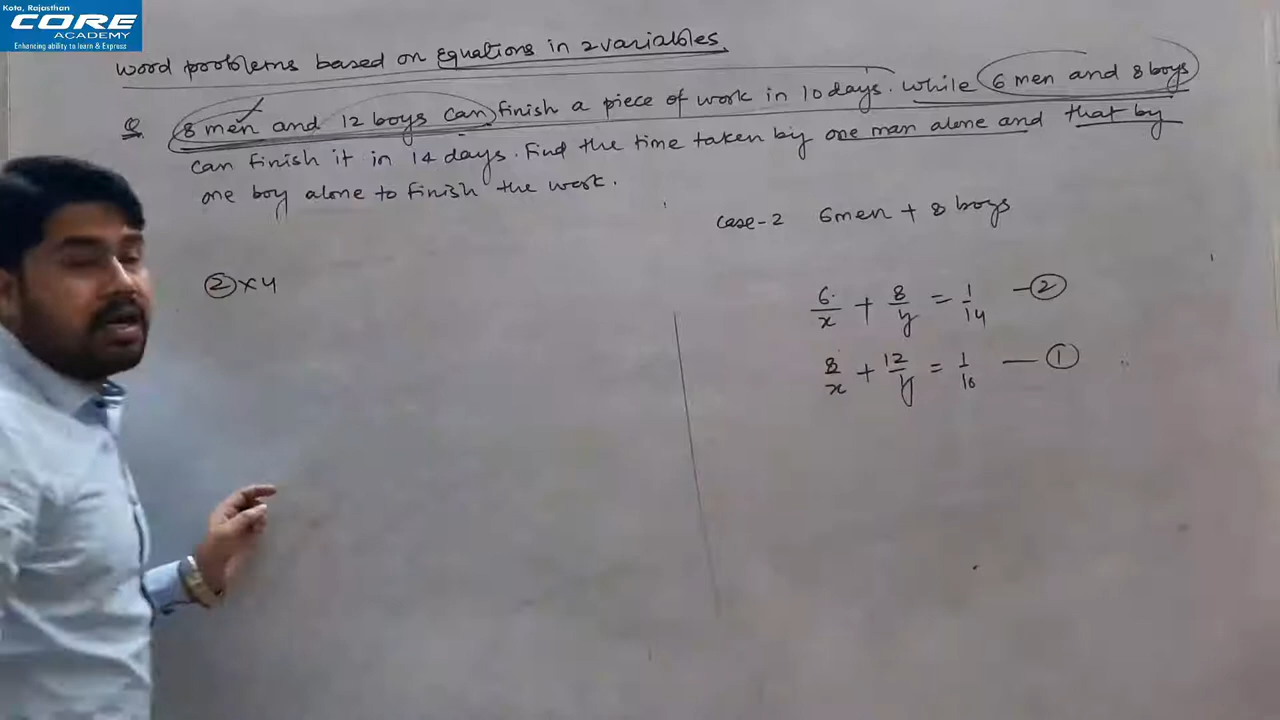 Kota, Rajasthan
CORE
ACADEMY
Enhancing ability to learn & Express
Word problems based on Equations in 2 variables.
Q. 8 men and 12 boys can finish a piece of work in 10 days. while 6 men and 8 boys
can finish it in 14 days. Find the time taken by one man alone and that by
one boy alone to finish the work.
case-2 6men + 8 boys
② × 4
6/x + 8/y = 1/14 — ②
8/x + 12/y = 1/10 — ①